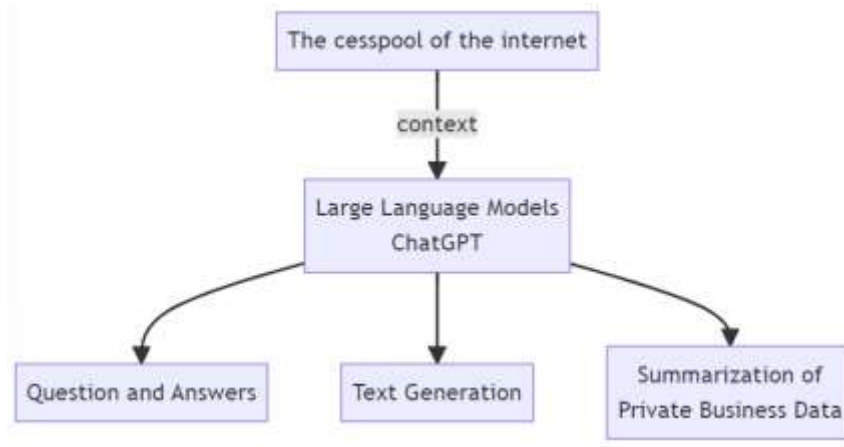 The cesspool of the internet
context
Large Language Models
ChatGPT
Question and Answers
Text Generation
Summarization of
Private Business Data